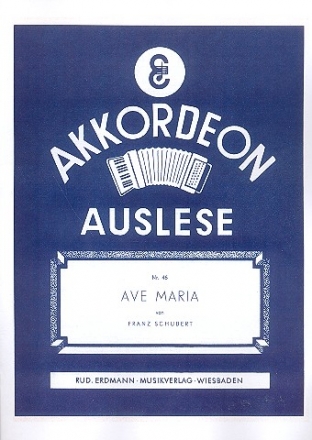 E
AKKORDEON
AUSLESE
Nr. 46
AVE MARIA
von
FRANZ SCHUBERT
RUD. ERDMANN · MUSIKVERLAG · WIESBADEN